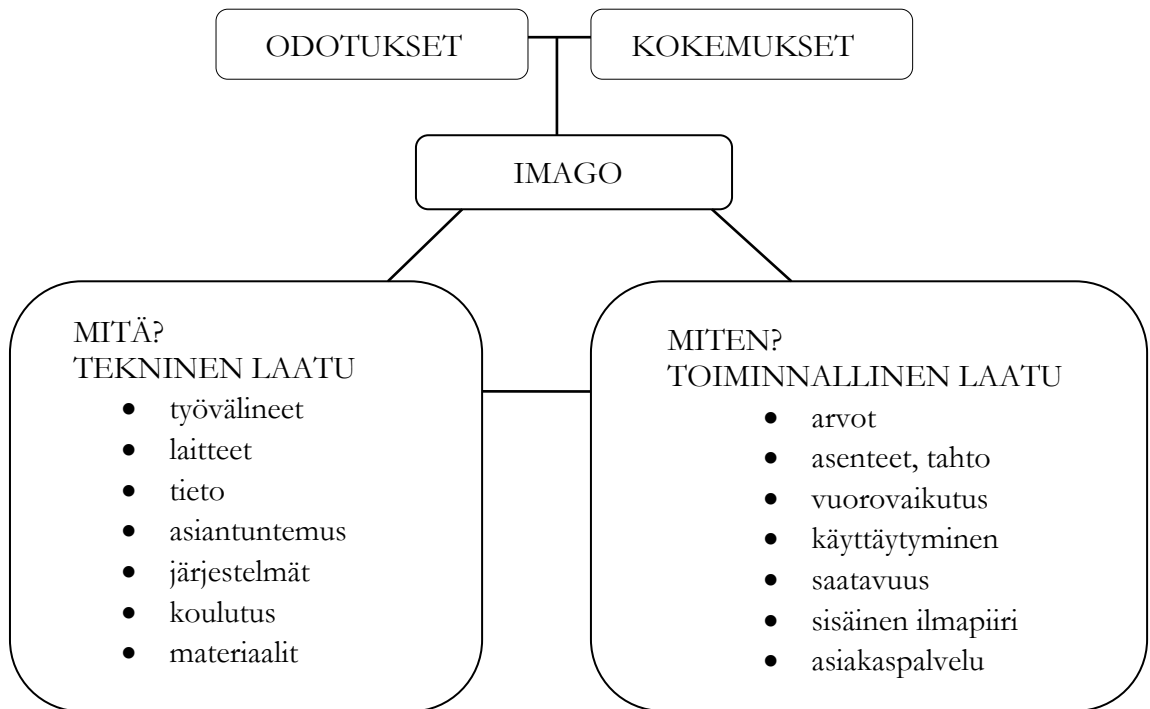 ODOTUKSET
KOKEMUKSET
IMAGO
MITÄ?
TEKNINEN LAATU
• työvälineet
• laitteet
• tieto
• asiantuntemus
• järjestelmät
• koulutus
• materiaalit
MITEN?
TOIMINNALLINEN LAATU
• arvot
• asenteet, tahto
• vuorovaikutus
• käyttäytyminen
• saatavuus
• sisäinen ilmapiiri
• asiakaspalvelu